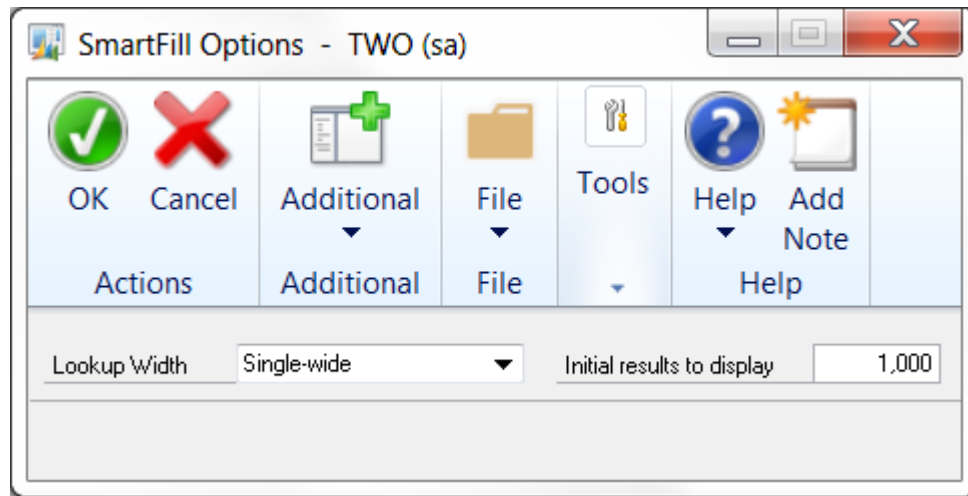 SmartFill Options - TWO (sa)
OK Cancel Additional File Tools Help Add Note
Actions Additional File Help
Lookup Width Single-wide Initial results to display 1,000